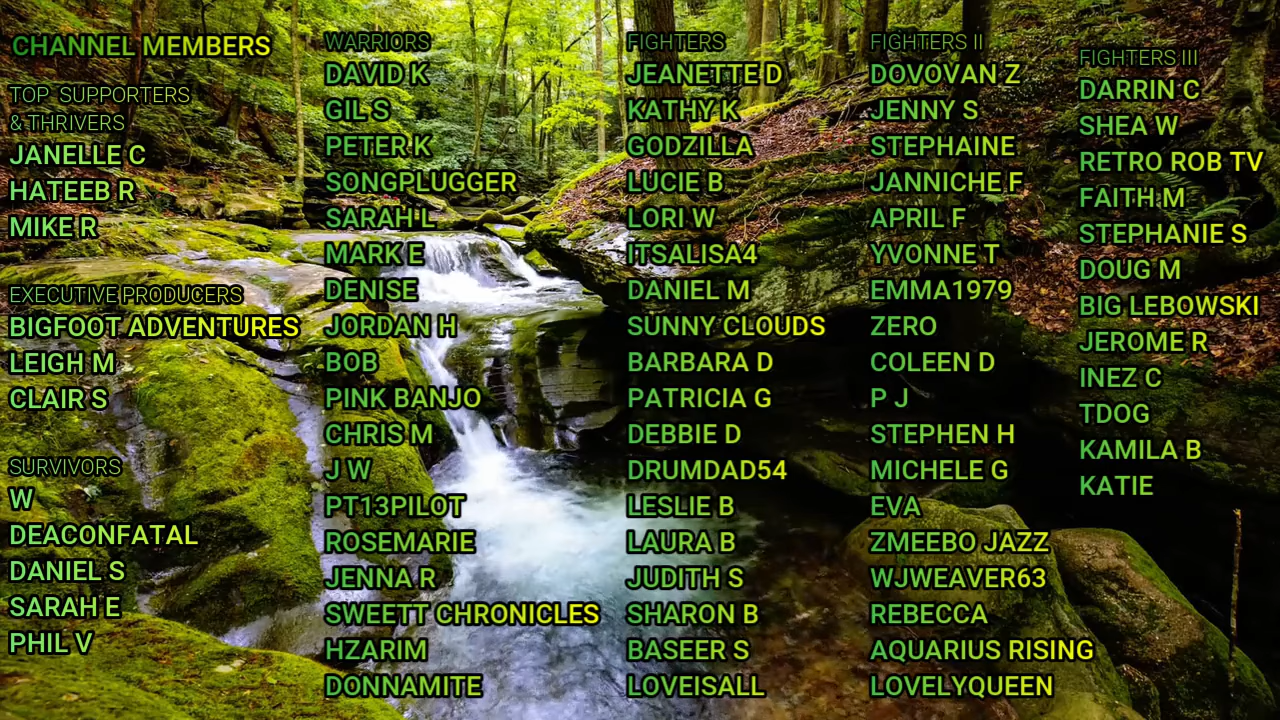 CHANNEL MEMBERS
TOP SUPPORTERS
& THRIVERS
JANELLE C
HATEEB R
MIKE R
EXECUTIVE PRODUCERS
BIGFOOT ADVENTURES
LEIGH M
CLAIR S
SURVIVORS
W
DEACONFATAL
DANIEL S
SARAH E
PHIL V
WARRIORS
DAVID K
GIL S
PETER K
SONGPLUGGER
SARAH L
MARK E
DENISE
JORDAN H
BOB
PINK BANJO
CHRIS M
J W
PT13PILOT
ROSEMARIE
JENNA R
SWEETT CHRONICLES
HZARIM
DONNAMITE
FIGHTERS
JEANETTE D
KATHY K
GODZILLA
LUCIE B
LORI W
ITSALISA4
DANIEL M
SUNNY CLOUDS
BARBARA D
PATRICIA G
DEBBIE D
DRUMDAD54
LESLIE B
LAURA B
JUDITH S
SHARON B
BASEER S
LOVEISALL
FIGHTERS II
DOVOVAN Z
JENNY S
STEPHAINE
JANNICHE F
APRIL F
YVONNE T
EMMA1979
ZERO
COLEEN D
P J
STEPHEN H
MICHELE G
EVA
ZMEEBO JAZZ
WJWEAVER63
REBECCA
AQUARIUS RISING
LOVELYQUEEN
FIGHTERS III
DARRIN C
SHEA W
RETRO ROB TV
FAITH M
STEPHANIE S
DOUG M
BIG LEBOWSKI
JEROME R
INEZ C
TDOG
KAMILA B
KATIE